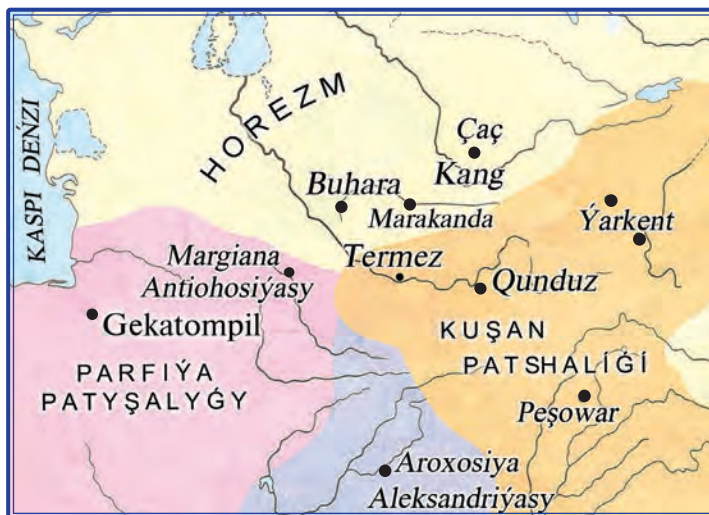 KASPI DEŃZI
HOREZM
Çaç
Kang
Buhara
Marakanda
Ýarkent
Margiana
Antiohosiýasy
Termez
Qunduz
Gekatompil
KUŞAN
PATSHALÍĞÍ
PARFIÝA
PATYŞALYĞY
Peşowar
Aroxosiya
Aleksandriýasy